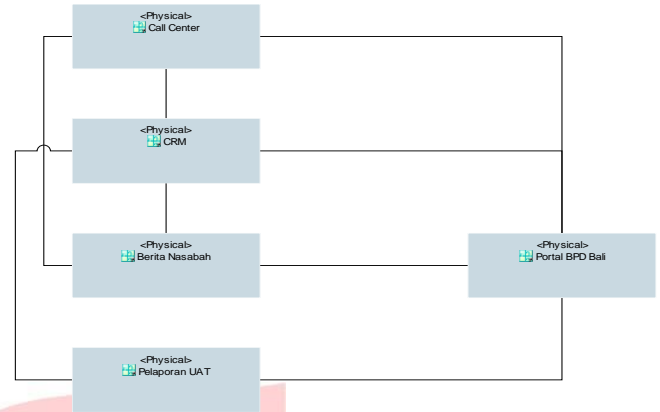 <Physical>
Call Center
<Physical>
CRM
<Physical>
Berita Nasabah
<Physical>
Portal BPD Bali
<Physical>
Pelaporan UAT